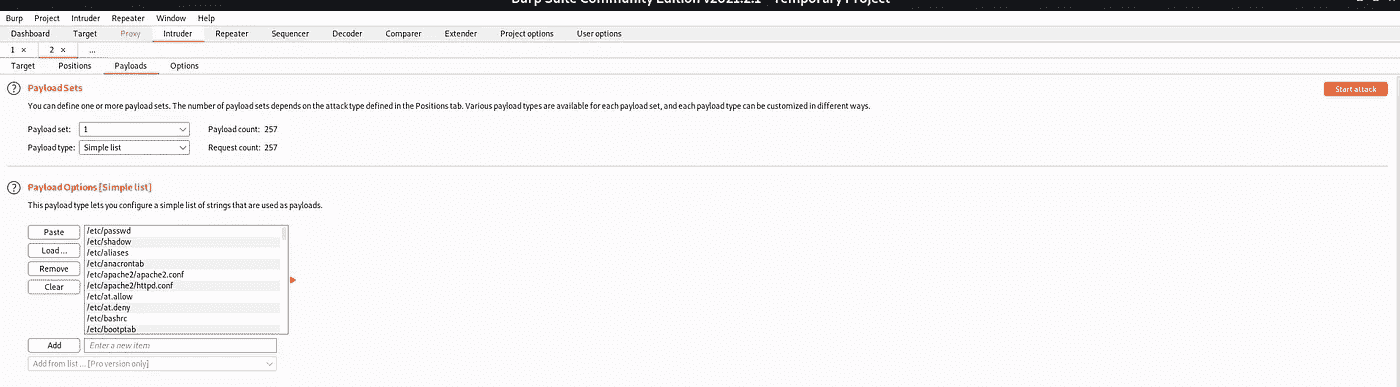 Burp Suite Community Edition v2021.2.1 - Temporary Project
Burp Project Intruder Repeater Window Help
Dashboard Target Proxy Intruder Repeater Sequencer Decoder Comparer Extender Project options User options
1 × 2 × ...
Target Positions Payloads Options
? Payload Sets
Start attack
You can define one or more payload sets. The number of payload sets depends on the attack type defined in the Positions tab. Various payload types are available for each payload set, and each payload type can be customized in different ways.
Payload set: 1 Payload count: 257
Payload type: Simple list Request count: 257
? Payload Options [Simple list]
This payload type lets you configure a simple list of strings that are used as payloads.
Paste
Load ...
Remove
Clear
/etc/passwd
/etc/shadow
/etc/aliases
/etc/anacrontab
/etc/apache2/apache2.conf
/etc/apache2/httpd.conf
/etc/at.allow
/etc/at.deny
/etc/bashrc
/etc/bootptab
Add Enter a new item
Add from list ... [Pro version only]